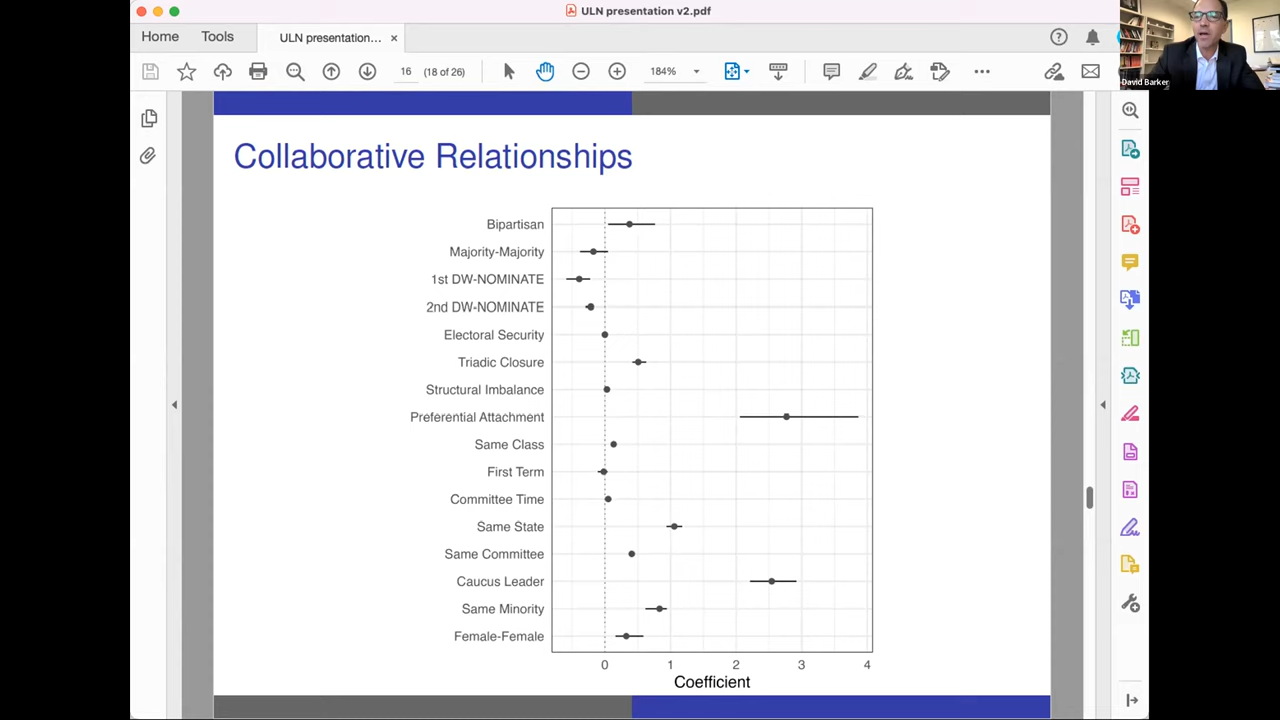 ULN presentation v2.pdf
Home Tools ULN presentation... ×
16 (18 of 26) 184%
David Barker
Collaborative Relationships
Bipartisan
Majority-Majority
1st DW-NOMINATE
2nd DW-NOMINATE
Electoral Security
Triadic Closure
Structural Imbalance
Preferential Attachment
Same Class
First Term
Committee Time
Same State
Same Committee
Caucus Leader
Same Minority
Female-Female
0 1 2 3 4
Coefficient